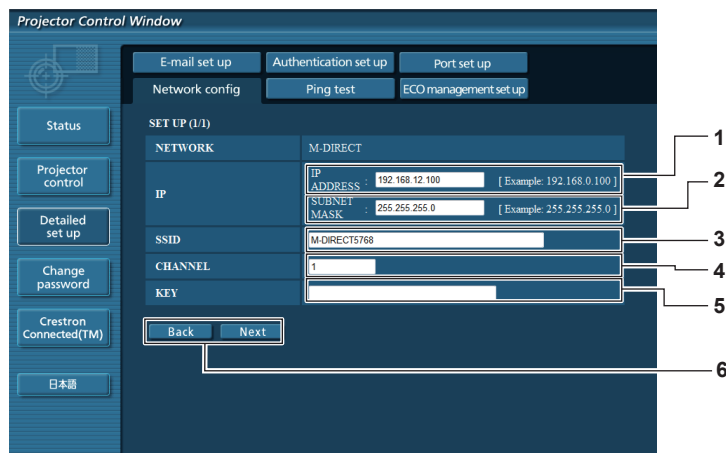 Projector Control Window
E-mail set up
Authentication set up
Port set up
Network config
Ping test
ECO management set up
Status
Projector
control
Detailed
set up
Change
password
Crestron
Connected(TM)
日本語
SET UP (1/1)
NETWORK
M-DIRECT
IP
IP
ADDRESS : 192.168.12.100 [ Example: 192.168.0.100 ]
SUBNET
MASK : 255.255.255.0 [ Example: 255.255.255.0 ]
SSID
M-DIRECT5768
CHANNEL
1
KEY
Back
Next
1
2
3
4
5
6